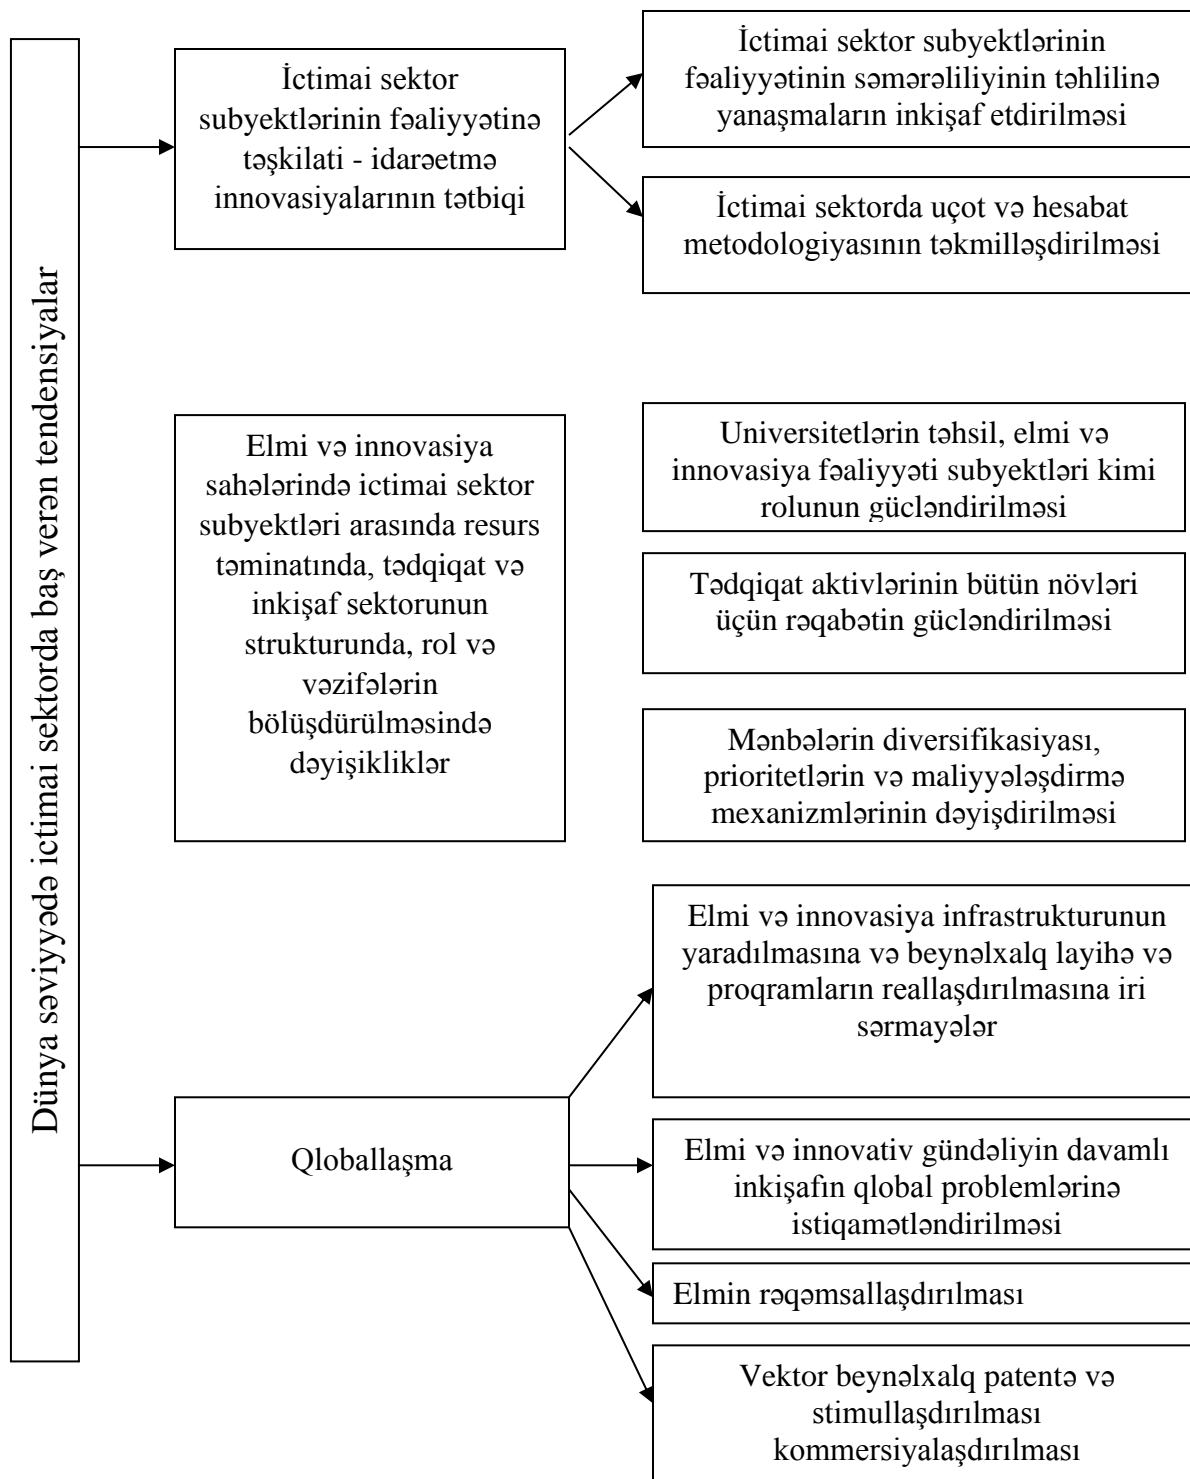 Dünya səviyyədə ictimai sektorda baş verən tendensiyalar
İctimai sektor
subyektlərinin fəaliyyətinə
təşkilati - idarəetmə
innovasiyalarının tətbiqi
İctimai sektor subyektlərinin
fəaliyyətinin səmərəliliyinin təhlilinə
yanaşmaların inkişaf etdirilməsi
İctimai sektorda uçot və hesabat
metodologiyasının təkmilləşdirilməsi
Elmi və innovasiya
sahələrində ictimai sektor
subyektləri arasında resurs
təminatında, tədqiqat və
inkişaf sektorunun
strukturunda, rol və
vəzifələrin
bölüşdürülməsində
dəyişikliklər
Universitetlərin təhsil, elmi və
innovasiya fəaliyyəti subyektləri kimi
rolunun gücləndirilməsi
Tədqiqat aktivlərinin bütün növləri
üçün rəqabətin gücləndirilməsi
Mənbələrin diversifikasiyası,
prioritetlərin və maliyyələşdirmə
mexanizmlərinin dəyişdirilməsi
Qloballaşma
Elmi və innovasiya infrastrukturunun
yaradılmasına və beynəlxalq layihə və
proqramların reallaşdırılmasına iri
sərmayələr
Elmi və innovativ gündəliyin davamlı
inkişafın qlobal problemlərinə
istiqamətləndirilməsi
Elmin rəqəmsallaşdırılması
Vektor beynəlxalq patentə və
stimullaşdırılması
kommersiyalaşdırılması